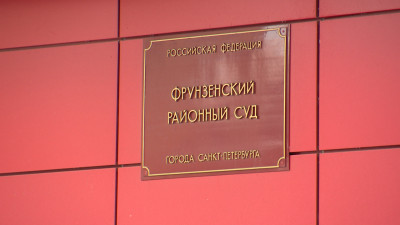 РОССИЙСКАЯ ФЕДЕРАЦИЯ
ФРУНЗЕНСКИЙ
РАЙОННЫЙ СУД
ГОРОДА САНКТ-ПЕТЕРБУРГА